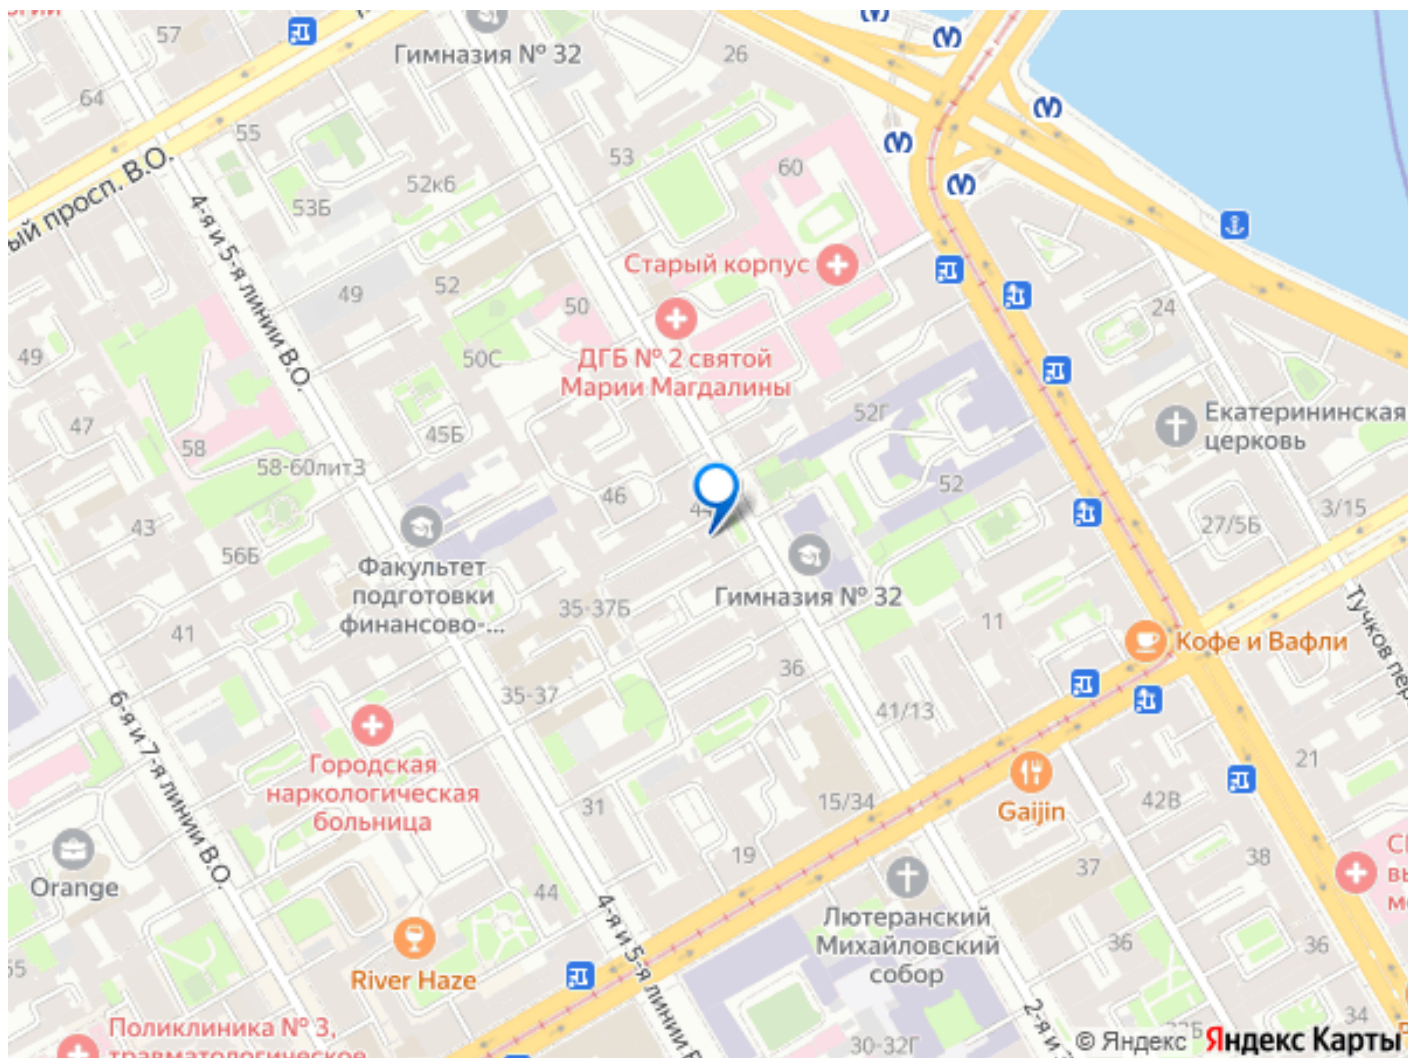 57
Гимназия № 32
26
64
55
53
60
ый просп. В.О.
52к6
53Б
4-я и 5-я линии В.О.
Старый корпус
49
52
50
24
ДГБ № 2 святой
Марии Магдалины
49
50С
52Г
Екатерининская
церковь
47
45Б
58
58-60лит3
46
52
3/15
43
27/5Б
56Б
Факультет
подготовки
финансово-...
Гимназия № 32
35-37Б
11
41
Кофе и Вафли
Тучков пер
36
35-37
6-я и 7-я линии В.О.
41/13
Городская
наркологическая
больница
21
31
15/34
Gaijin
42В
19
38
37
Orange
44
4-я и 5-я линии
Лютеранский
Михайловский
собор
36
36
River Haze
2-я и
34
Поликлиника № 3,
травматологическое
30-32Г
© Яндекс
Яндекс Карты